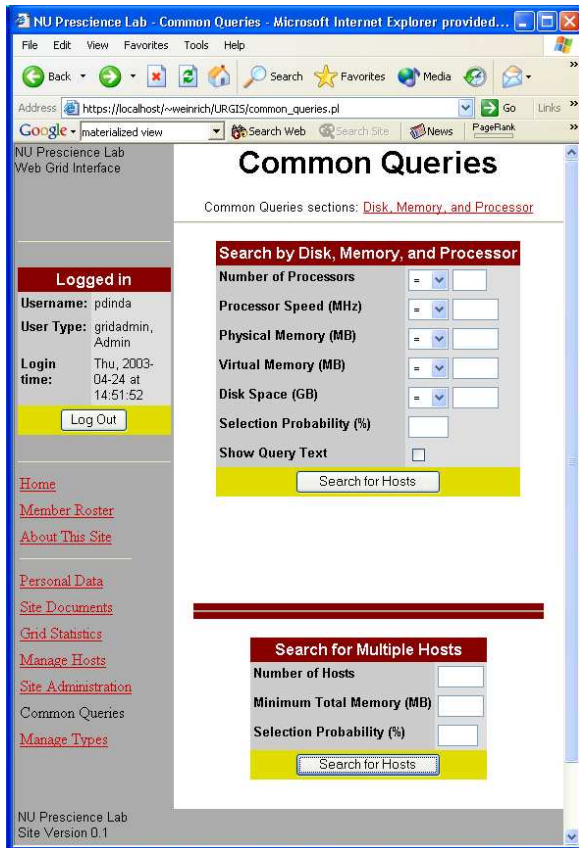 NU Prescience Lab - Common Queries - Microsoft Internet Explorer provided...
File Edit View Favorites Tools Help
Back Search Favorites Media
Address https://localhost/~weinrich/URGIS/common_queries.pl Go Links »
Google materialized view Search Web Search Site News PageRank »
NU Prescience Lab
Web Grid Interface
Common Queries
Common Queries sections: Disk, Memory, and Processor
Logged in
Username: pdinda
User Type: gridadmin, Admin
Login time: Thu, 2003-04-24 at 14:51:52
Log Out
Home
Member Roster
About This Site
Personal Data
Site Documents
Grid Statistics
Manage Hosts
Site Administration
Common Queries
Manage Types
Search by Disk, Memory, and Processor
Number of Processors =
Processor Speed (MHz) =
Physical Memory (MB) =
Virtual Memory (MB) =
Disk Space (GB) =
Selection Probability (%)
Show Query Text
Search for Hosts
Search for Multiple Hosts
Number of Hosts
Minimum Total Memory (MB)
Selection Probability (%)
Search for Hosts
NU Prescience Lab
Site Version 0.1